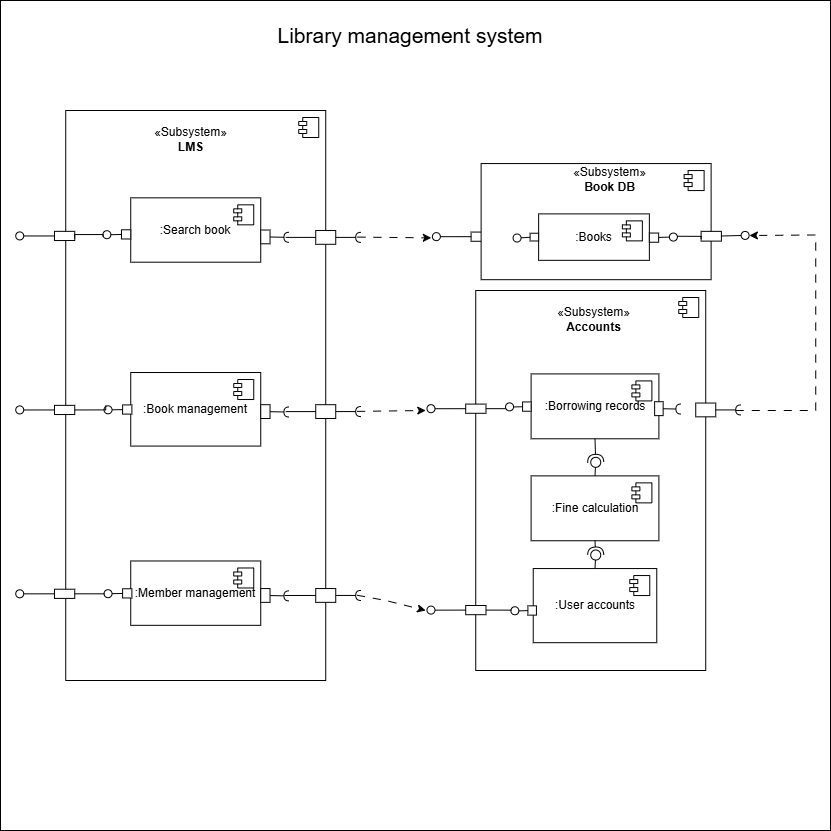 Library management system
«Subsystem»
LMS
:Search book
:Book management
:Member management
«Subsystem»
Book DB
:Books
«Subsystem»
Accounts
:Borrowing records
:Fine calculation
:User accounts